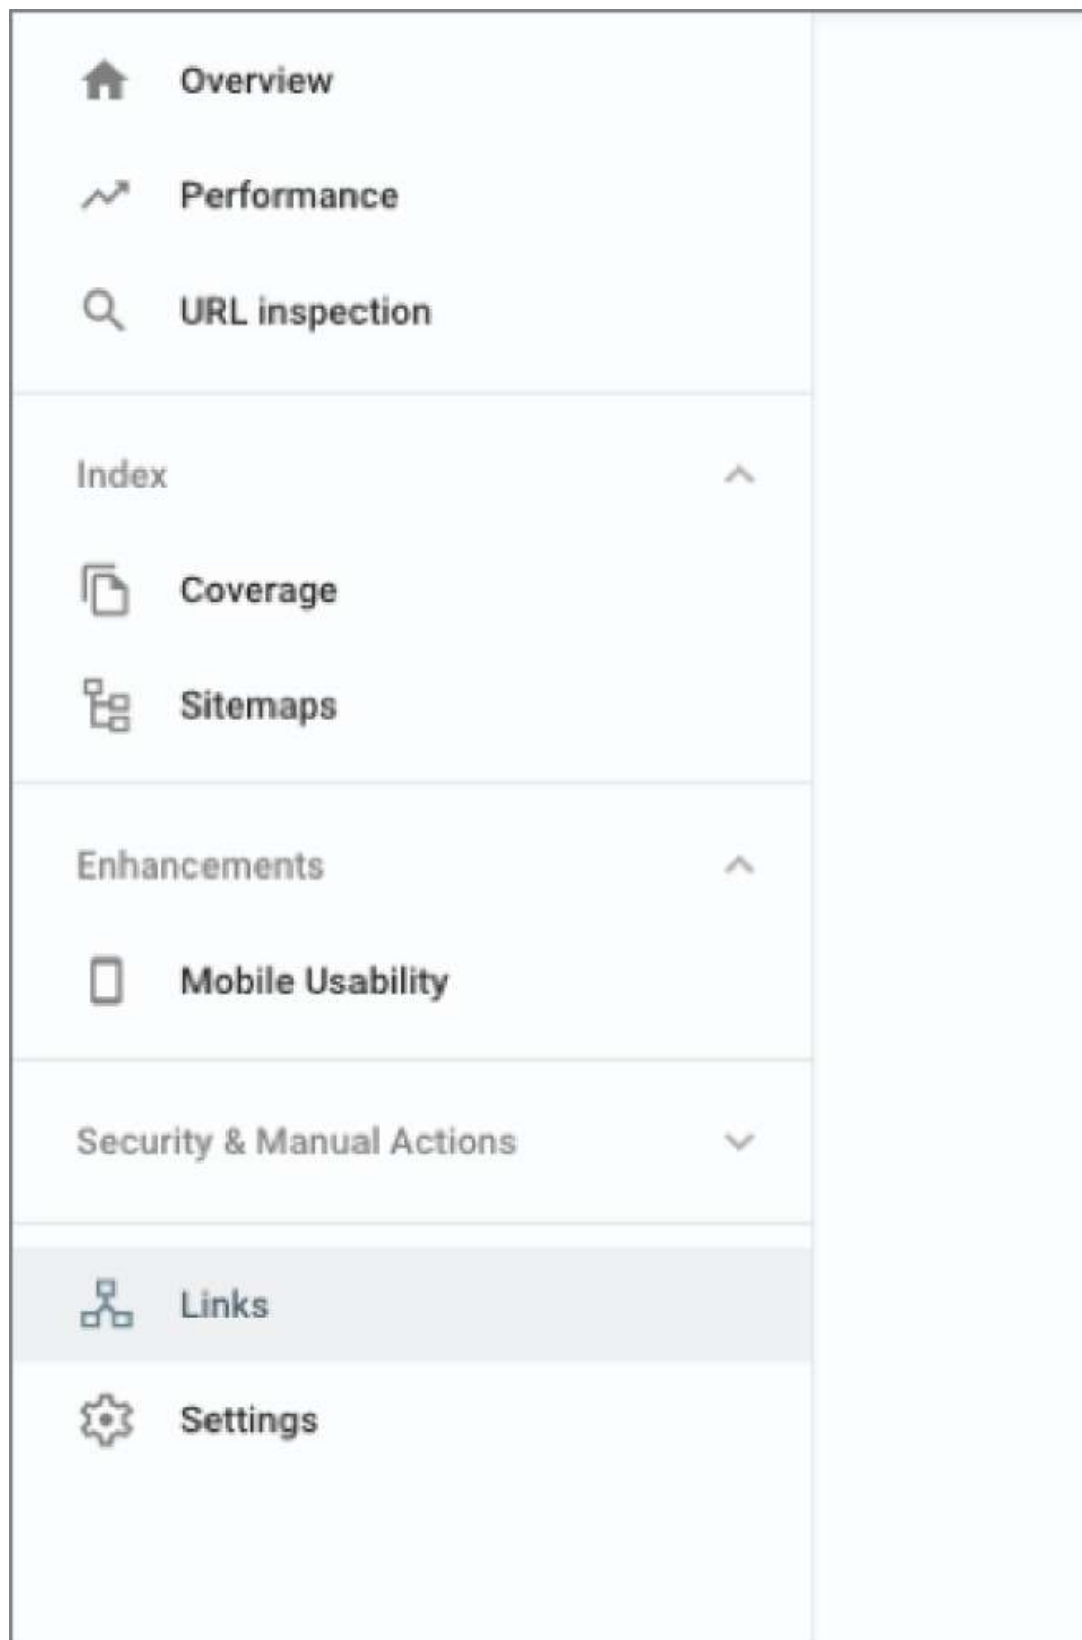 Overview
Performance
URL inspection
Index
Coverage
Sitemaps
Enhancements
Mobile Usability
Security & Manual Actions
Links
Settings